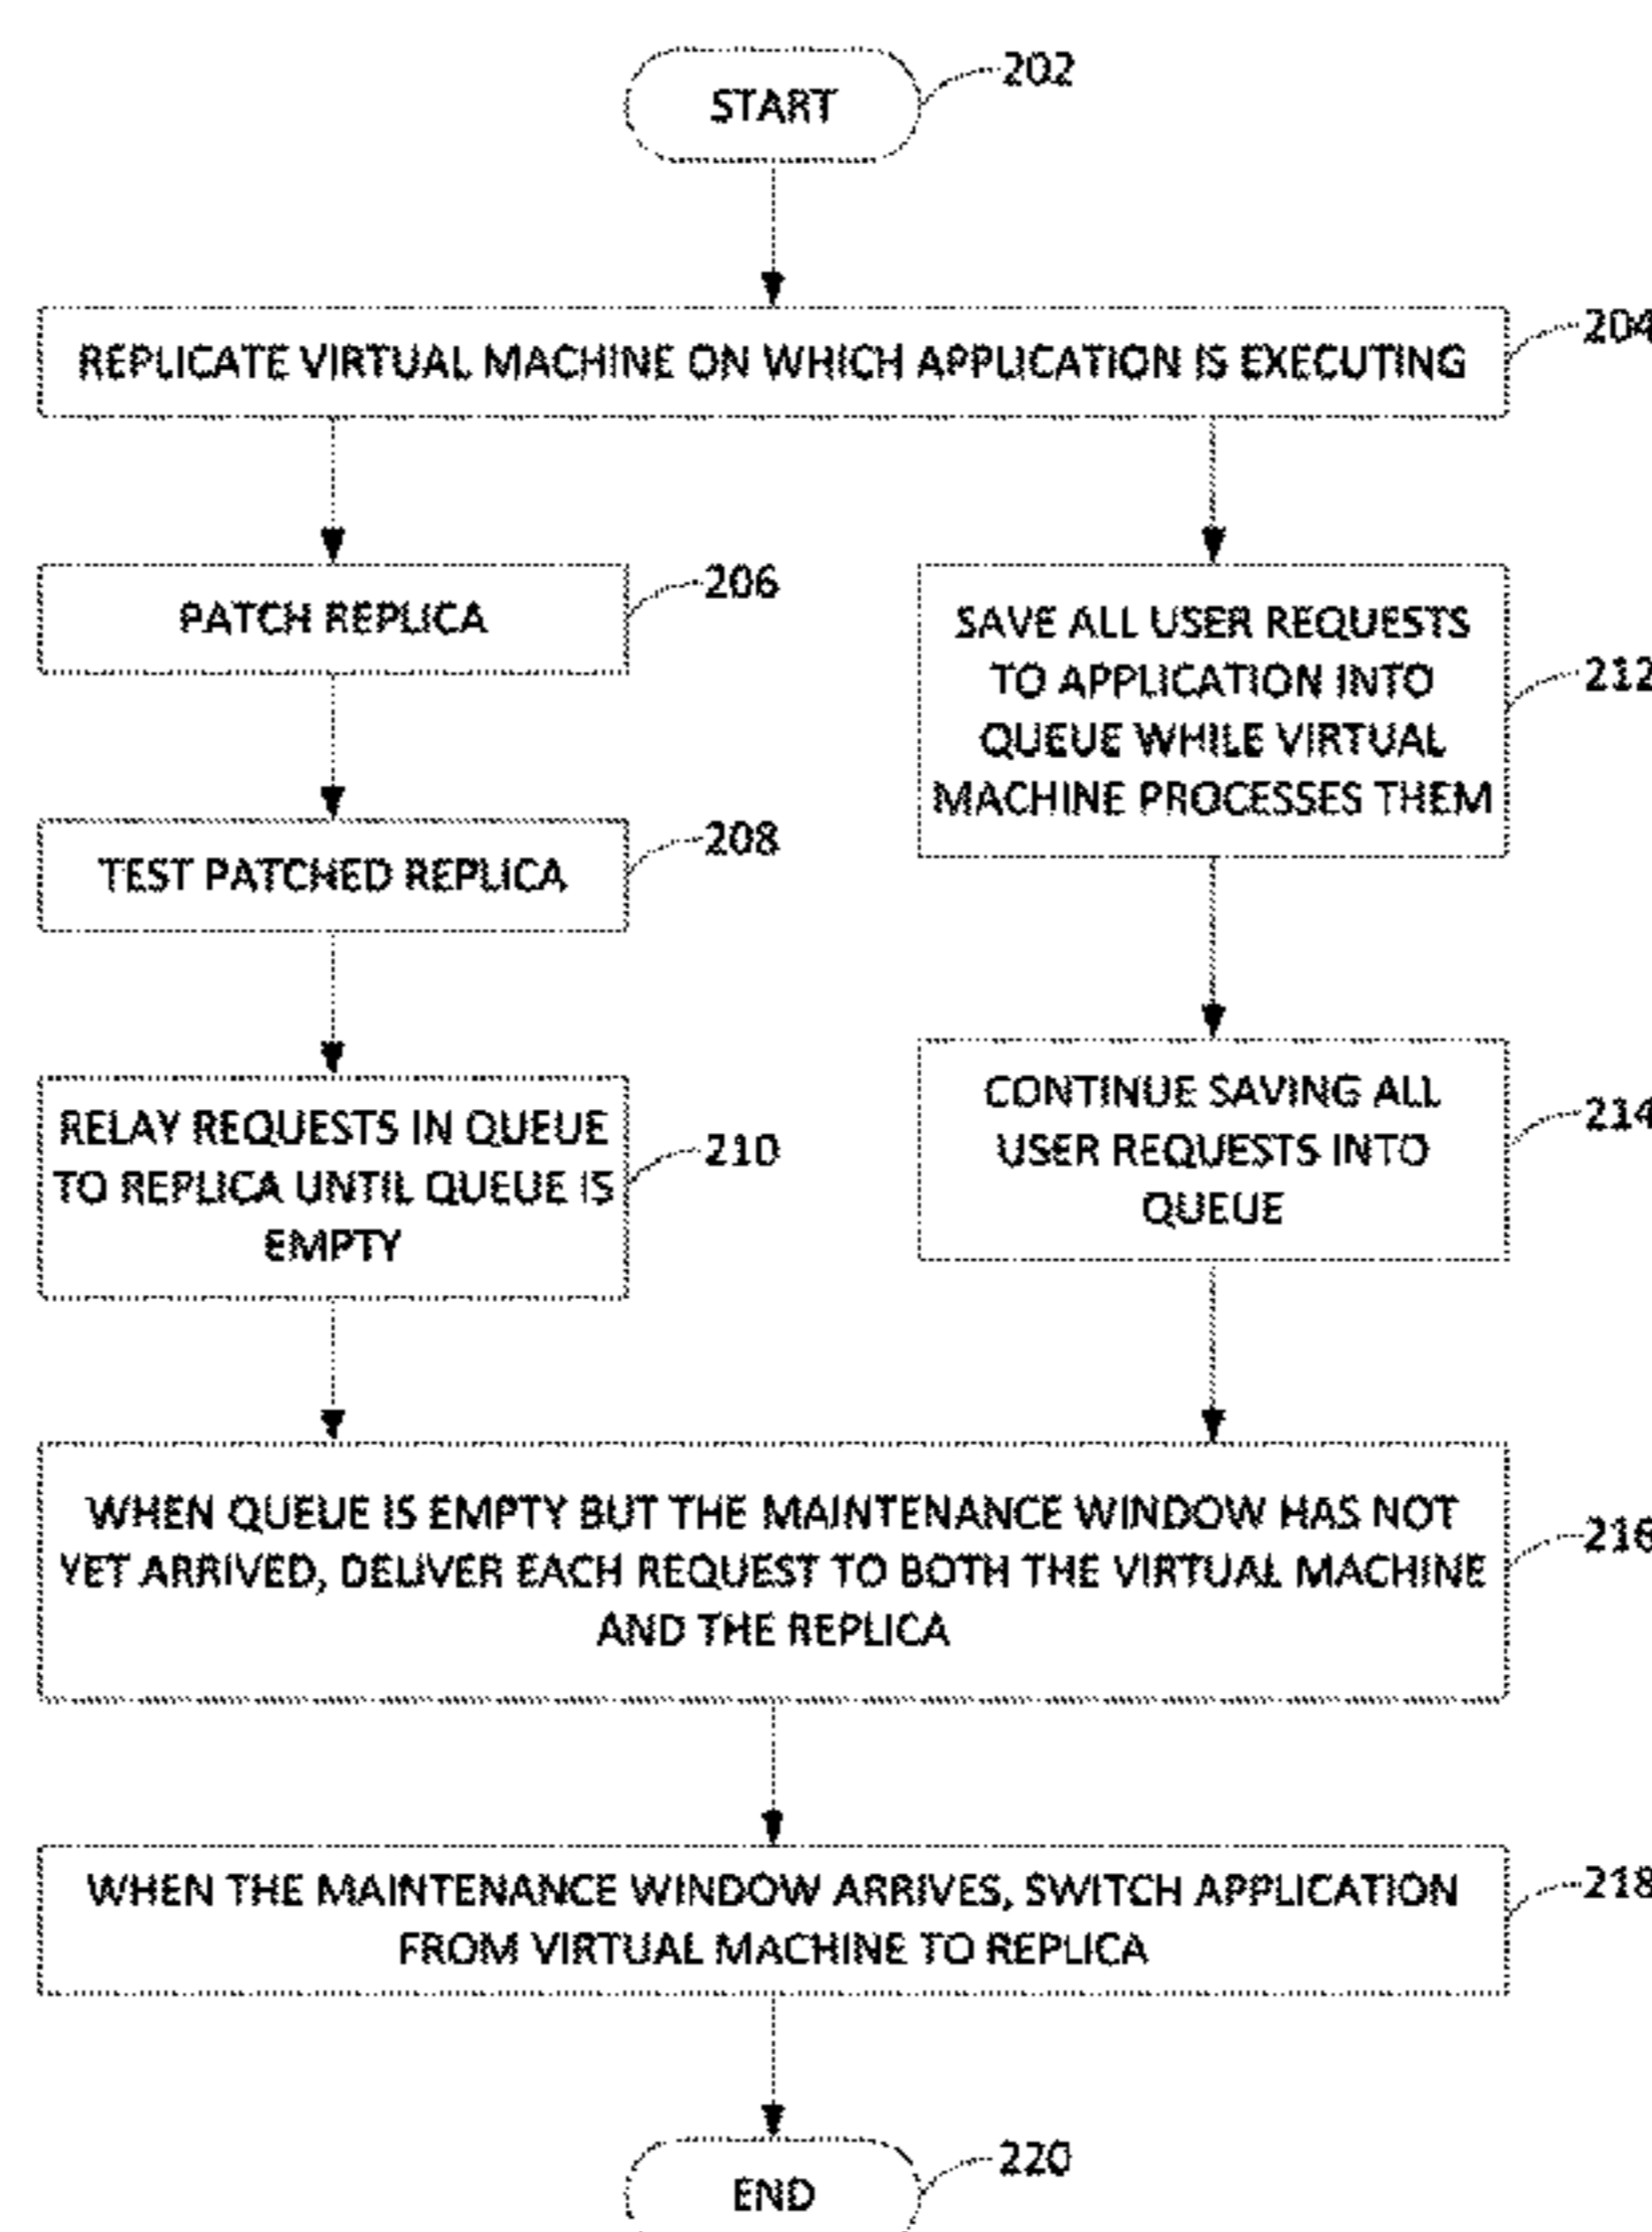 START
202
REPLICATE VIRTUAL MACHINE ON WHICH APPLICATION IS EXECUTING
204
PATCH REPLICA
206
TEST PATCHED REPLICA
208
RELAY REQUESTS IN QUEUE
TO REPLICA UNTIL QUEUE IS
EMPTY
210
SAVE ALL USER REQUESTS
TO APPLICATION INTO
QUEUE WHILE VIRTUAL
MACHINE PROCESSES THEM
212
CONTINUE SAVING ALL
USER REQUESTS INTO
QUEUE
214
WHEN QUEUE IS EMPTY BUT THE MAINTENANCE WINDOW HAS NOT
YET ARRIVED, DELIVER EACH REQUEST TO BOTH THE VIRTUAL MACHINE
AND THE REPLICA
216
WHEN THE MAINTENANCE WINDOW ARRIVES, SWITCH APPLICATION
FROM VIRTUAL MACHINE TO REPLICA
218
END
220